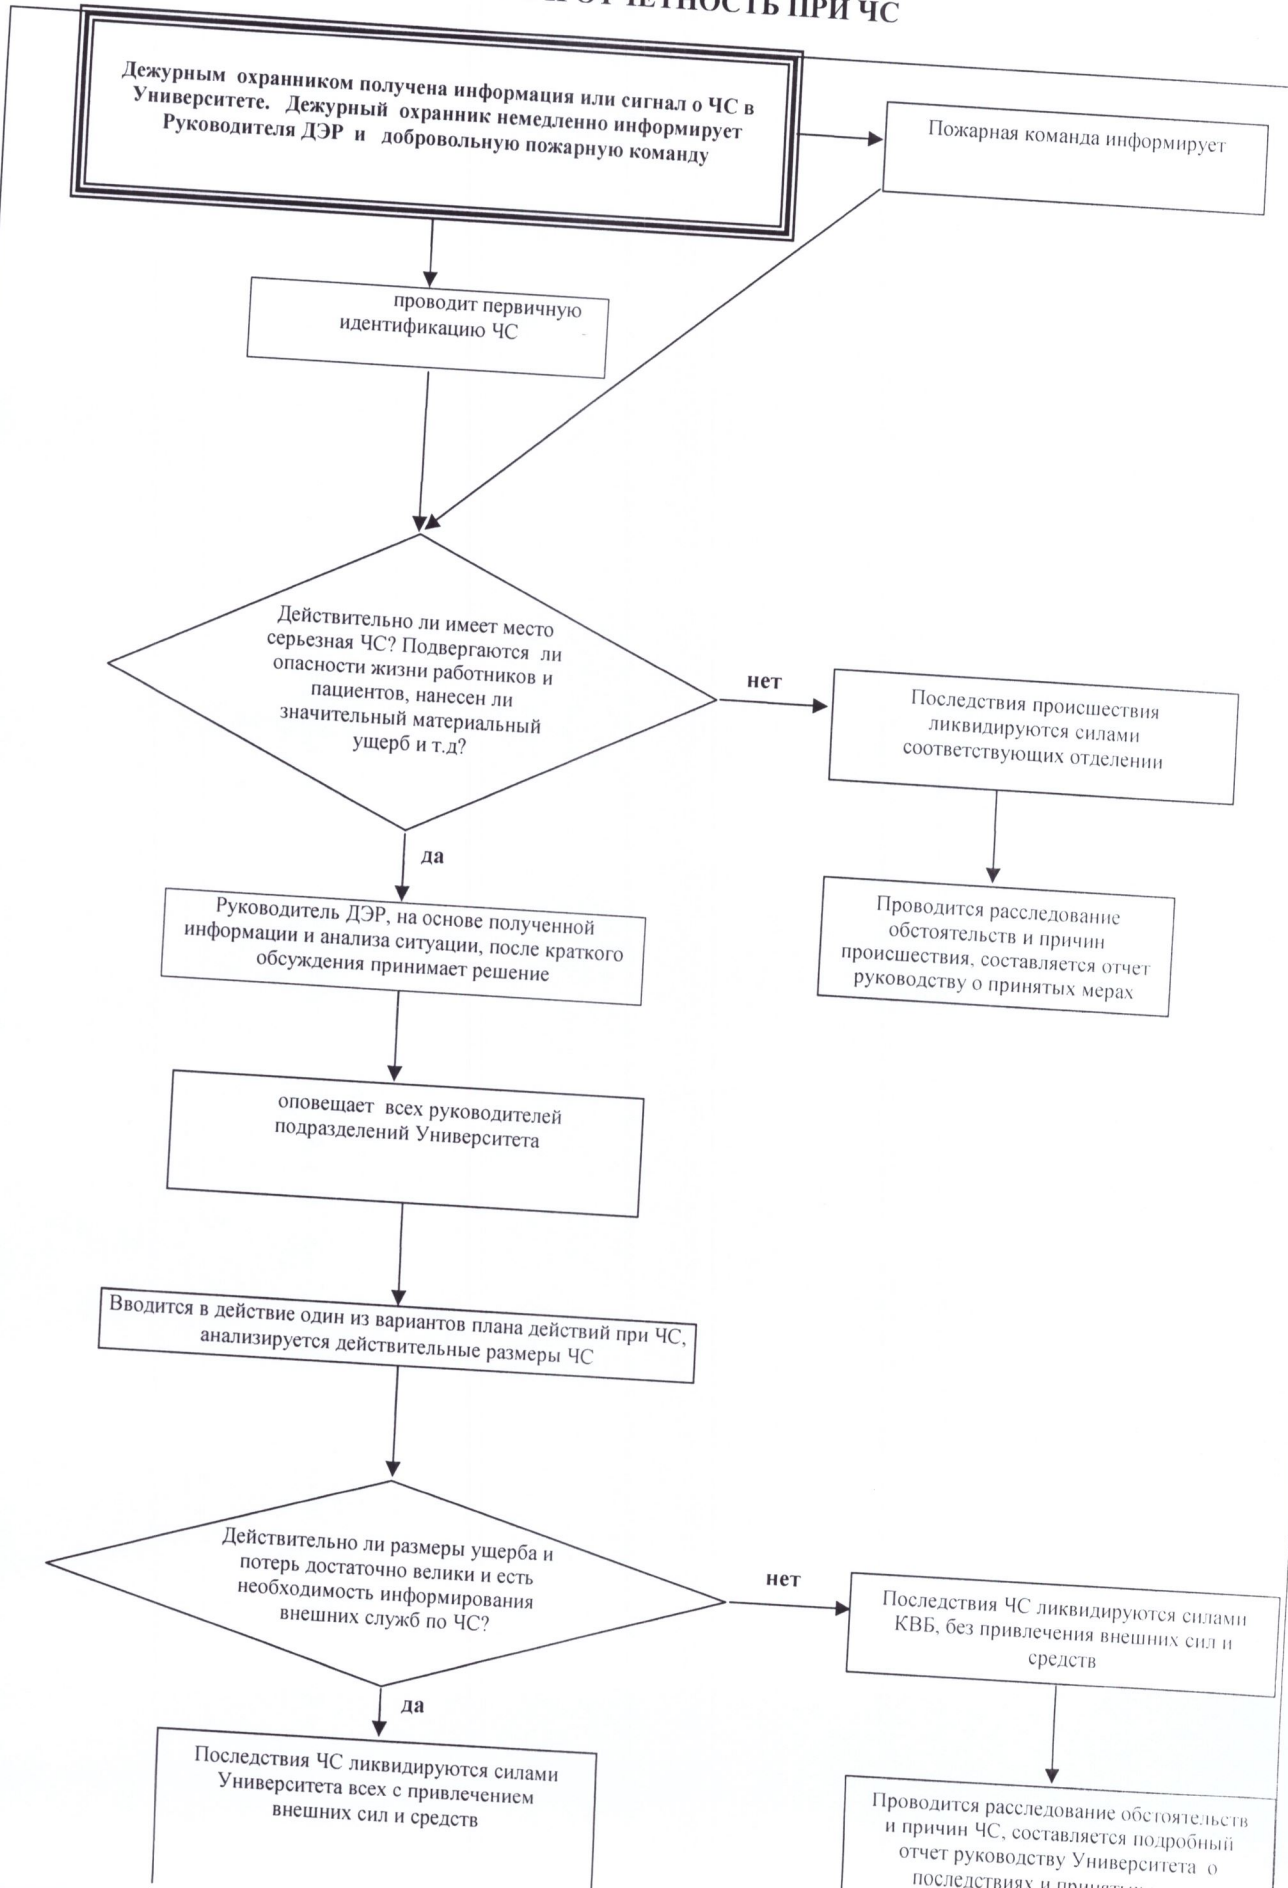 ПРИ ЧС
Дежурным охранником получена информация или сигнал о ЧС в
Университете. Дежурный охранник немедленно информирует
Руководителя ДЭР и добровольную пожарную команду
Пожарная команда информирует
проводит первичную
идентификацию ЧС
Действительно ли имеет место
серьезная ЧС? Подвергаются ли
опасности жизни работников и
пациентов, нанесен ли
значительный материальный
ущерб и т.д?
нет
Последствия происшествия
ликвидируются силами
соответствующих отделении
да
Руководитель ДЭР, на основе полученной
информации и анализа ситуации, после краткого
обсуждения принимает решение
Проводится расследование
обстоятельств и причин
происшествия, составляется отчет
руководству о принятых мерах
оповещает всех руководителей
подразделений Университета
Вводится в действие один из вариантов плана действий при ЧС,
анализируется действительные размеры ЧС
Действительно ли размеры ущерба и
потерь достаточно велики и есть
необходимость информирования
внешних служб по ЧС?
нет
Последствия ЧС ликвидируются силами
КВБ, без привлечения внешних сил и
средств
да
Последствия ЧС ликвидируются силами
Университета всех с привлечением
внешних сил и средств
Проводится расследование обстоятельств
и причин ЧС, составляется подробный
отчет руководству Университета о
последствиях и